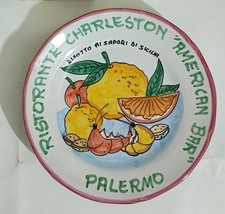 RISTORANTE CHARLESTON "AMERICAN BAR"
RISOTTO AI SAPORI DI SICILIA
PALERMO